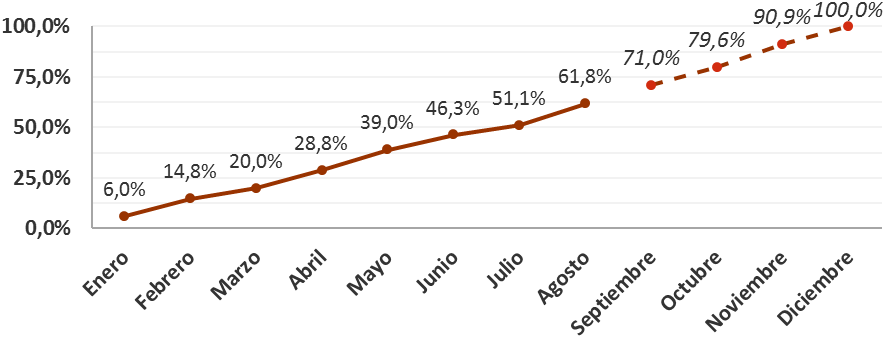 100,0%
75,0%
50,0%
25,0%
0,0%
6,0%
14,8%
20,0%
28,8%
39,0%
46,3%
51,1%
61,8%
71,0%
79,6%
90,9%
100,0%
Enero
Febrero
Marzo
Abril
Mayo
Junio
Julio
Agosto
Septiembre
Octubre
Noviembre
Diciembre